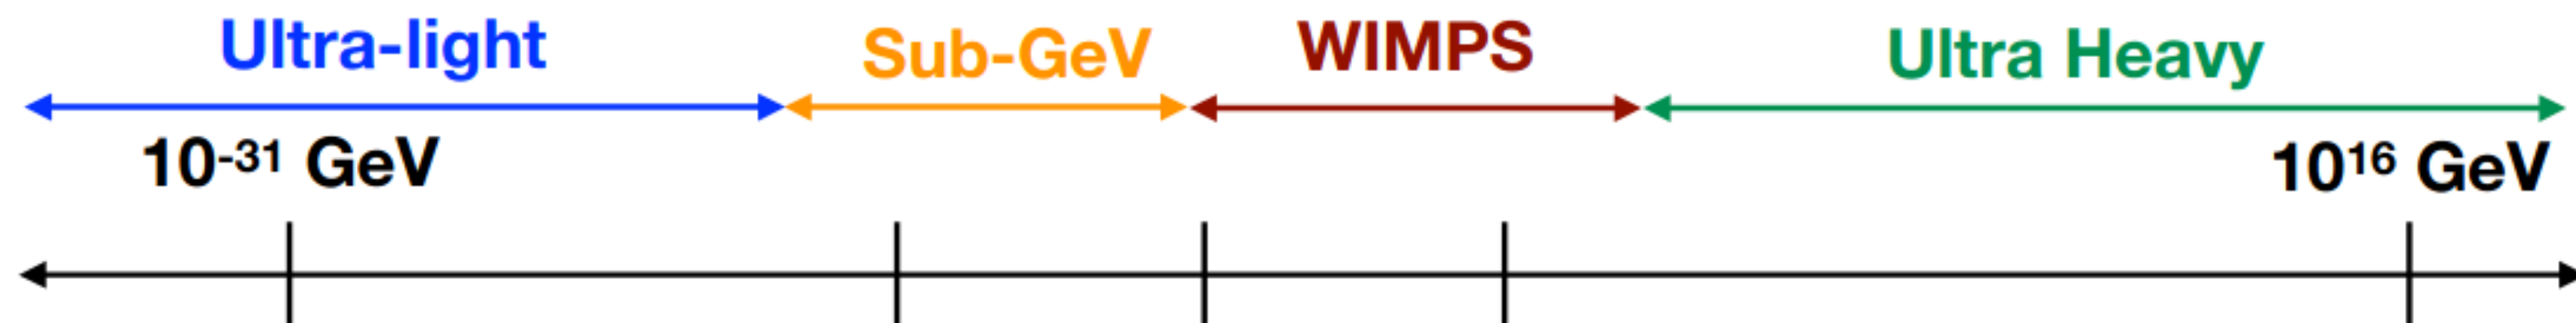 Ultra-light Sub-GeV WIMPS Ultra Heavy
10⁻³¹ GeV 10¹⁶ GeV